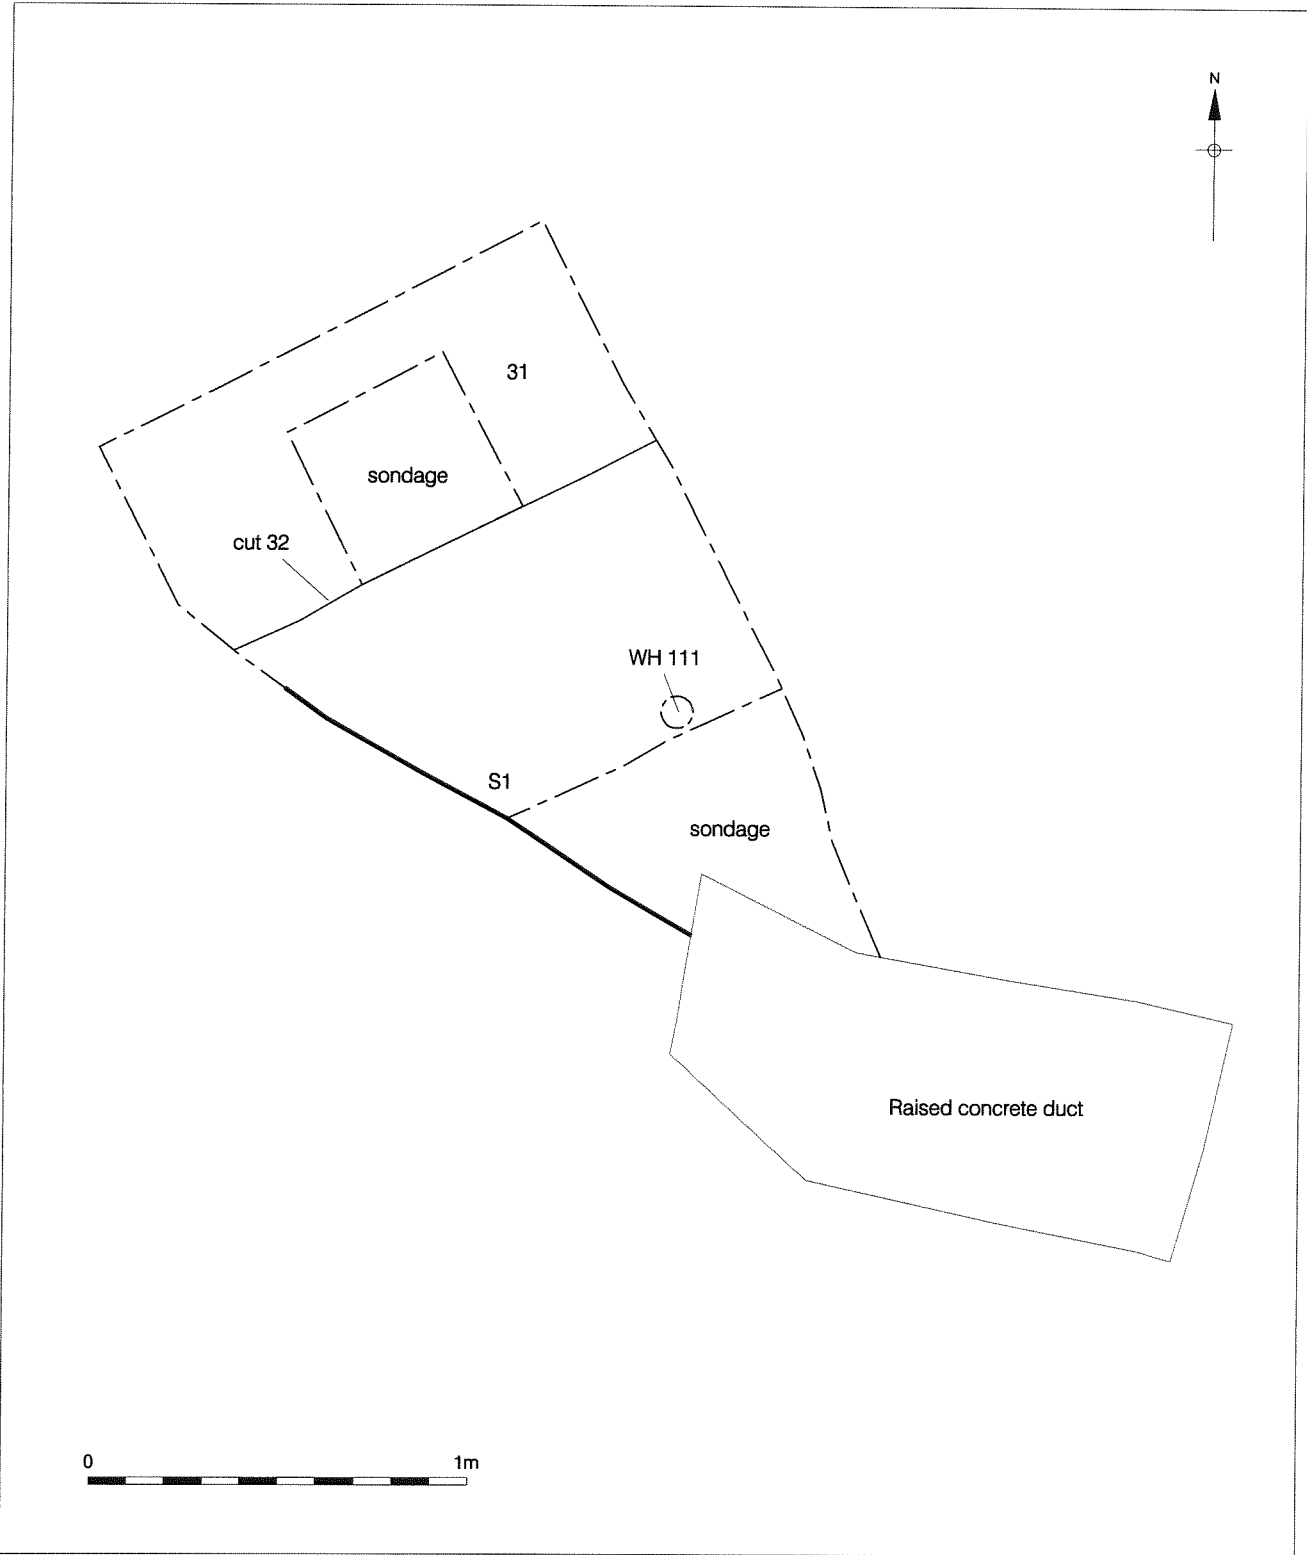 N
31
sondage
cut 32
WH 111
S1
sondage
Raised concrete duct
0 1m